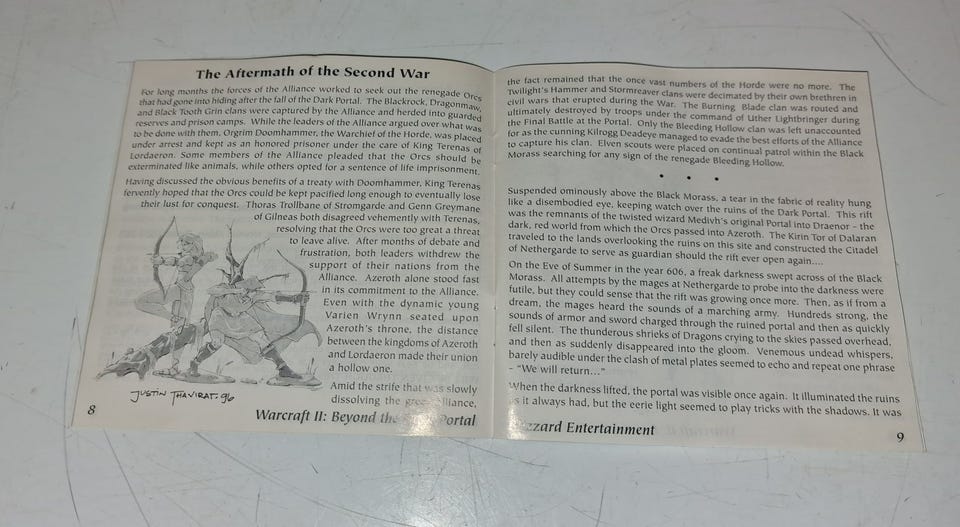 The Aftermath of the Second War
For long months the forces of the Alliance worked to seek out the renegade Orcs
that had gone into hiding after the fall of the Dark Portal. The Blackrock, Dragonmaw,
and Black Tooth Grin clans were captured by the Alliance and herded into guarded
reserves and prison camps. While the leaders of the Alliance argued over what was
to be done with them, Orgrim Doomhammer, the Warchief of the Horde, was placed
under arrest and kept as an honored prisoner under the care of King Terenas of
Lordaeron. Some members of the Alliance pleaded that the Orcs should be
exterminated like animals, while others opted for a sentence of life imprisonment.
Having discussed the obvious benefits of a treaty with Doomhammer, King Terenas
fervently hoped that the Orcs could be kept pacified long enough to eventually lose
their lust for conquest. Thoras Trollbane of Stromgarde and Genn Greymane
of Gilneas both disagreed vehemently with Terenas,
resolving that the Orcs were too great a threat
to leave alive. After months of debate and
frustration, both leaders withdrew the
support of their nations from the
Alliance. Azeroth alone stood fast
in its commitment to the Alliance.
Even with the dynamic young
Varien Wrynn seated upon
Azeroth's throne, the distance
between the kingdoms of Azeroth
and Lordaeron made their union
a hollow one.
Amid the strife that was slowly
dissolving the great Alliance,
JUSTIN THAVIRAT. 96
8
Warcraft II: Beyond the Portal
the fact remained that the once vast numbers of the Horde were no more. The
Twilight's Hammer and Stormreaver clans were decimated by their own brethren in
civil wars that erupted during the War. The Burning Blade clan was routed and
ultimately destroyed by troops under the command of Uther Lightbringer during
the Final Battle at the Portal. Only the Bleeding Hollow clan was left unaccounted
for as the cunning Kilrogg Deadeye managed to evade the best efforts of the Alliance
to capture his clan. Elven scouts were placed on continual patrol within the Black
Morass searching for any sign of the renegade Bleeding Hollow.
• • •
Suspended ominously above the Black Morass, a tear in the fabric of reality hung
like a disembodied eye, keeping watch over the ruins of the Dark Portal. This rift
was the remnants of the twisted wizard Medivh's original Portal into Draenor - the
dark, red world from which the Orcs passed into Azeroth. The Kirin Tor of Dalaran
traveled to the lands overlooking the ruins on this site and constructed the Citadel
of Nethergarde to serve as guardian should the rift ever open again....
On the Eve of Summer in the year 606, a freak darkness swept across of the Black
Morass. All attempts by the mages at Nethergarde to probe into the darkness were
futile, but they could sense that the rift was growing once more. Then, as if from a
dream, the mages heard the sounds of a marching army. Hundreds strong, the
sounds of armor and sword charged through the ruined portal and then as quickly
fell silent. The thunderous shrieks of Dragons crying to the skies passed overhead,
and then as suddenly disappeared into the gloom. Venomous undead whispers,
barely audible under the clash of metal plates seemed to echo and repeat one phrase
- "We will return..."
When the darkness lifted, the portal was visible once again. It illuminated the ruins
as it always had, but the eerie light seemed to play tricks with the shadows. It was
Blizzard Entertainment
9